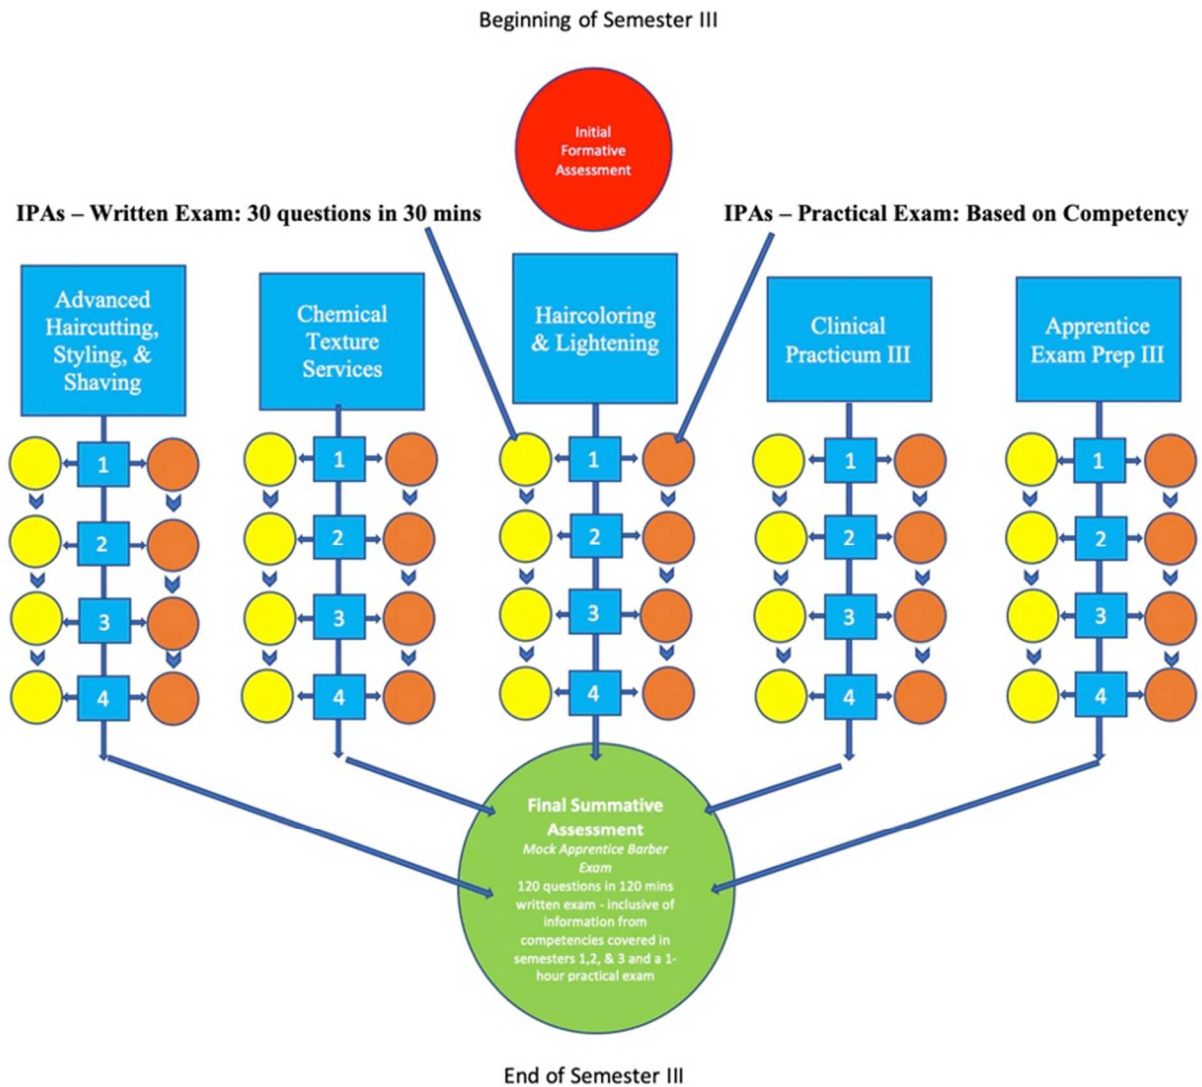 Beginning of Semester III
Initial
Formative
Assessment
IPAs – Written Exam: 30 questions in 30 mins
IPAs – Practical Exam: Based on Competency
Advanced
Haircutting,
Styling, &
Shaving
Chemical
Texture
Services
Haircoloring
& Lightening
Clinical
Practicum III
Apprentice
Exam Prep III
1
1
1
1
1
2
2
2
2
2
3
3
3
3
3
4
4
4
4
4
Final Summative
Assessment
Mock Apprentice Barber
Exam
120 questions in 120 mins
written exam - inclusive of
information from
competencies covered in
semesters 1,2, & 3 and a 1-
hour practical exam
End of Semester III